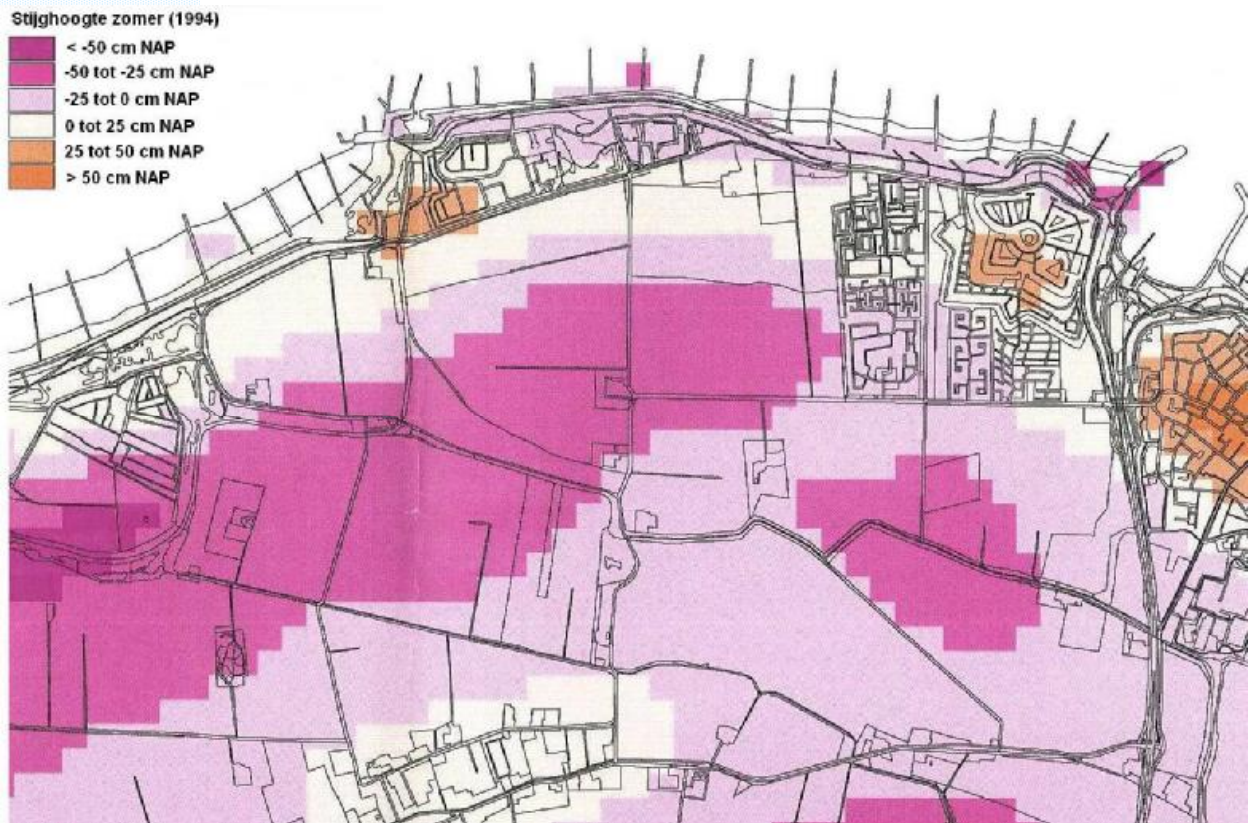 Stijghoogte zomer (1994)
< -50 cm NAP
-50 tot -25 cm NAP
-25 tot 0 cm NAP
0 tot 25 cm NAP
25 tot 50 cm NAP
> 50 cm NAP